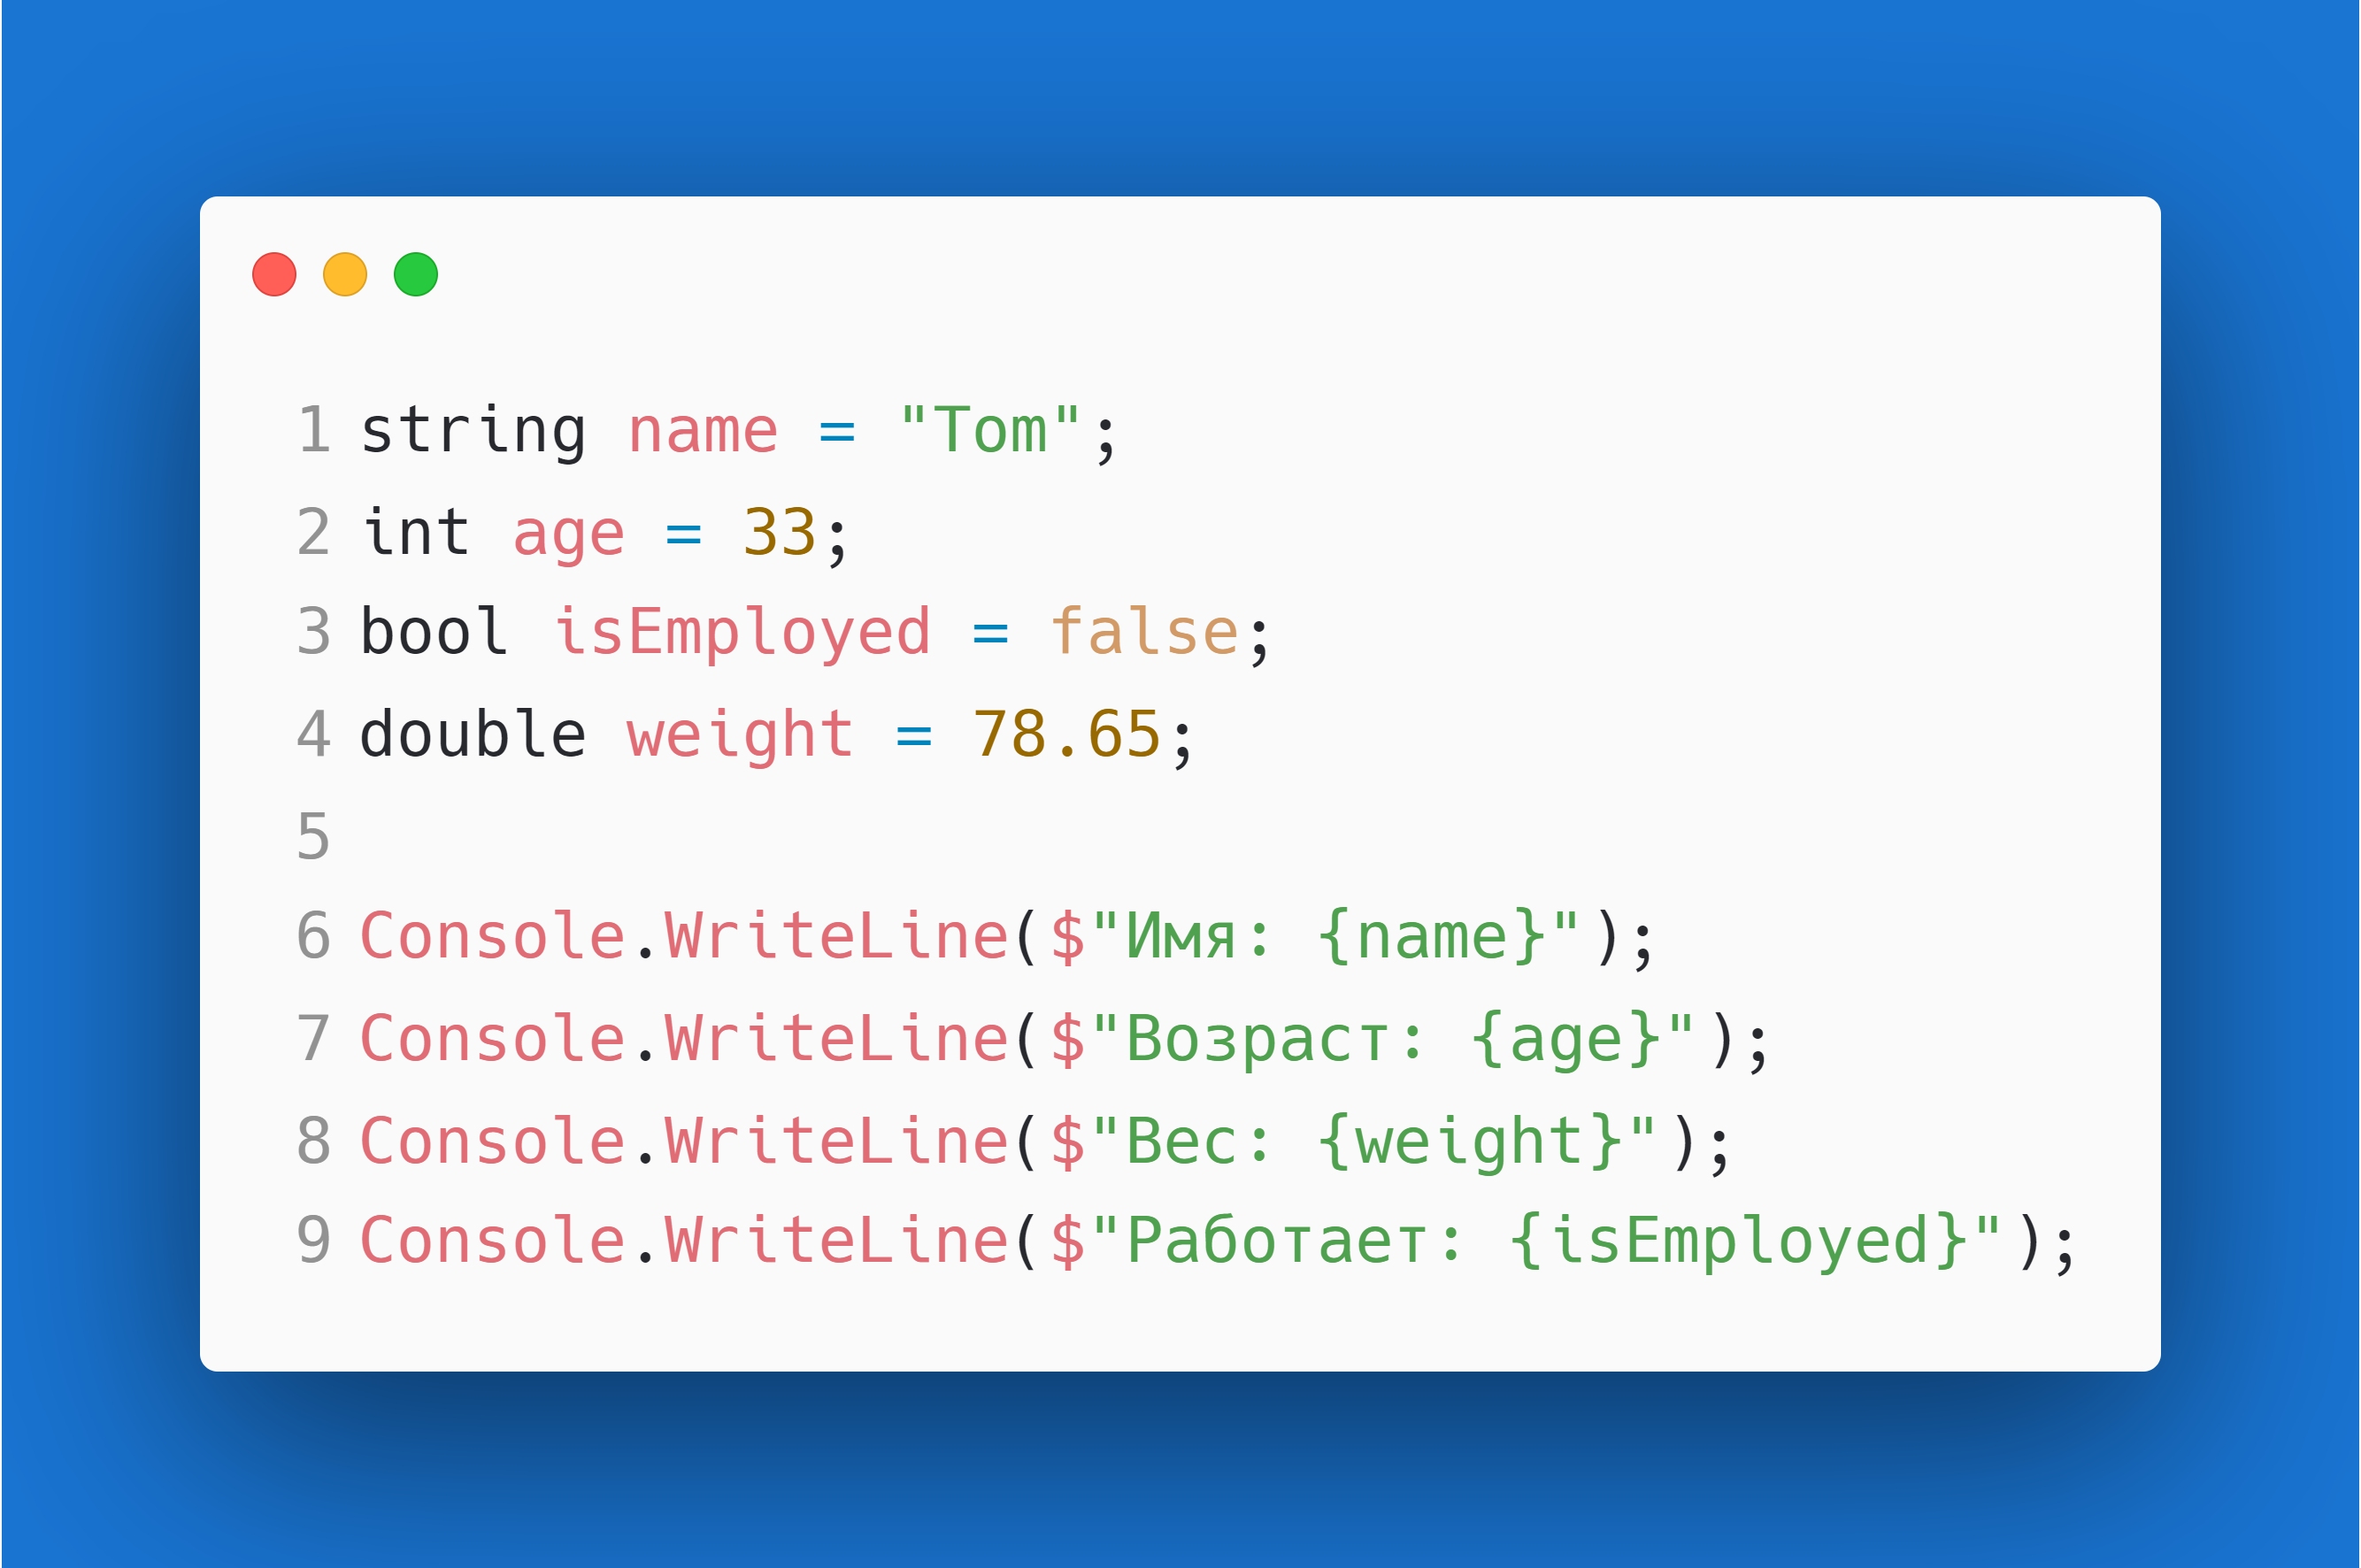 1 string name = "Tom";
2 int age = 33;
3 bool isEmployed = false;
4 double weight = 78.65;
5
6 Console.WriteLine($"Имя: {name}");
7 Console.WriteLine($"Возраст: {age}");
8 Console.WriteLine($"Вес: {weight}");
9 Console.WriteLine($"Работает: {isEmployed}");